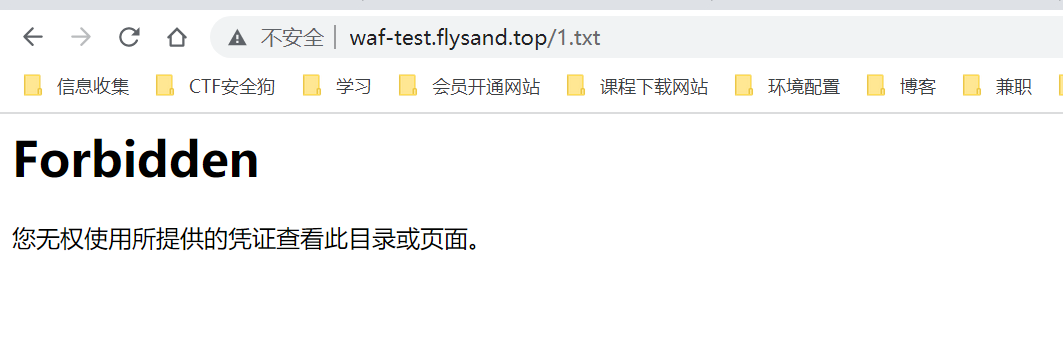 不安全 waf-test.flysand.top/1.txt
信息收集 CTF安全狗 学习 会员开通网站 课程下载网站 环境配置 博客 兼职
Forbidden
您无权使用所提供的凭证查看此目录或页面。